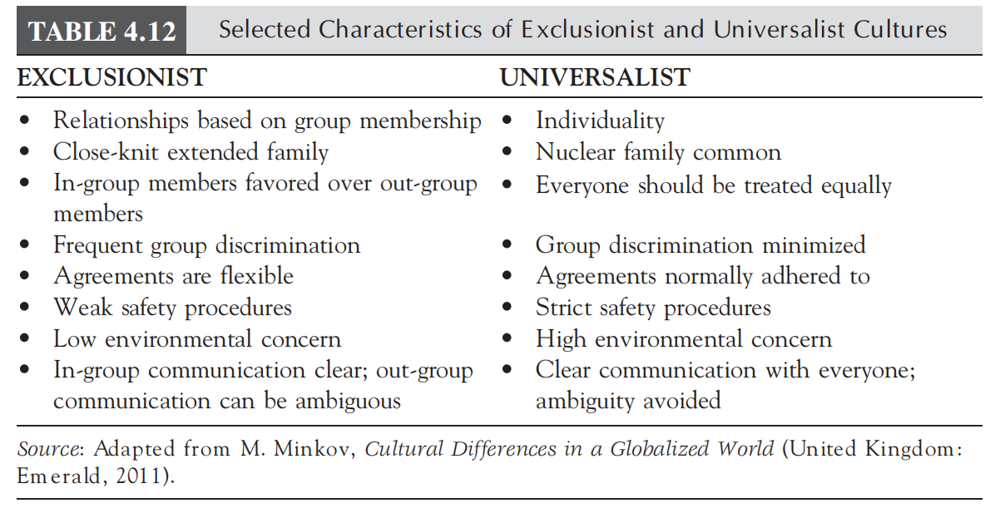 TABLE 4.12 Selected Characteristics of Exclusionist and Universalist Cultures
EXCLUSIONIST UNIVERSALIST
• Relationships based on group membership • Individuality
• Close-knit extended family • Nuclear family common
• In-group members favored over out-group • Everyone should be treated equally
members
• Frequent group discrimination • Group discrimination minimized
• Agreements are flexible • Agreements normally adhered to
• Weak safety procedures • Strict safety procedures
• Low environmental concern • High environmental concern
• In-group communication clear; out-group • Clear communication with everyone;
communication can be ambiguous ambiguity avoided
Source: Adapted from M. Minkov, Cultural Differences in a Globalized World (United Kingdom:
Emerald, 2011).